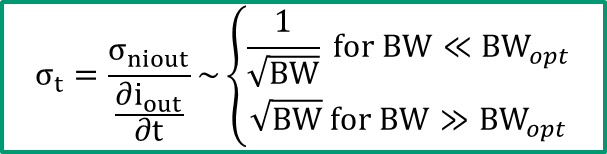 σt = σniout / (∂iout / ∂t) ~ { 1 / √BW for BW ≪ BWopt
√BW for BW ≫ BWopt